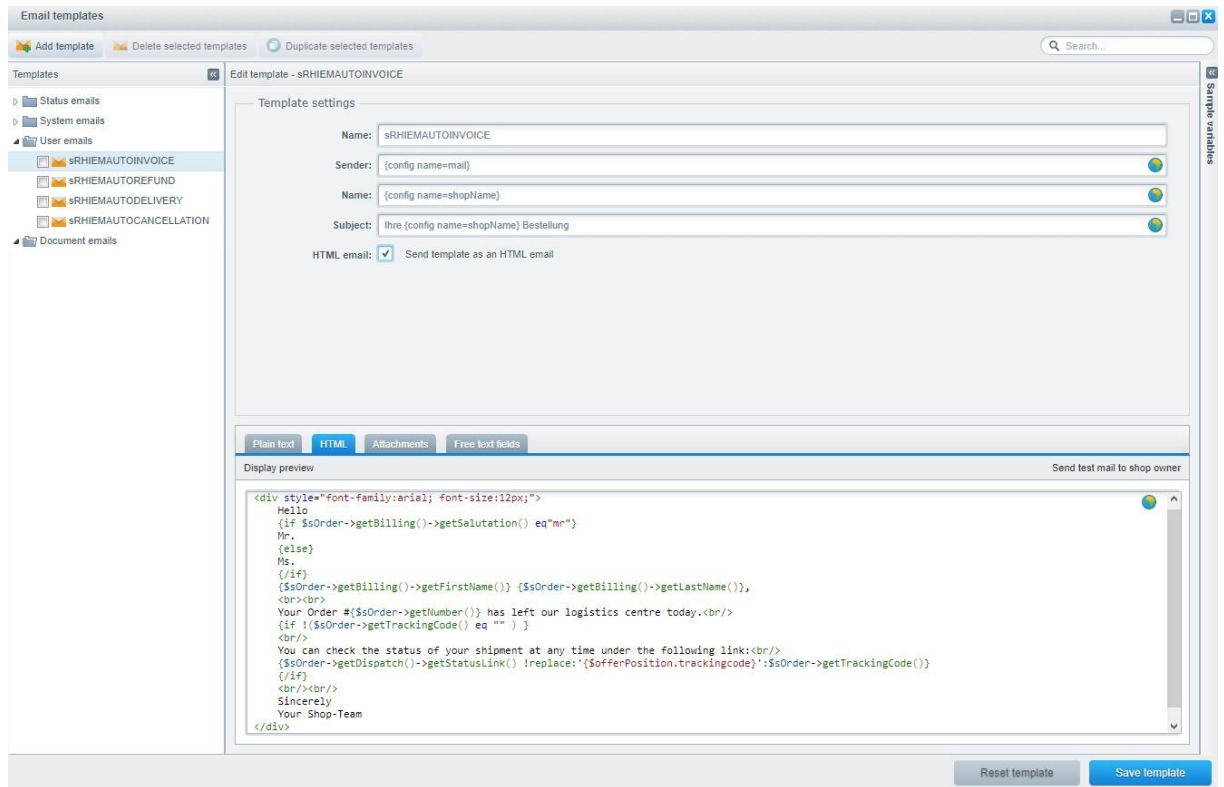 Email templates
Add template Delete selected templates Duplicate selected templates Search...
Templates
Edit template - sRHIEMAUTOINVOICE
Sample variables
Status emails
System emails
User emails
sRHIEMAUTOINVOICE
sRHIEMAUTOREFUND
sRHIEMAUTODELIVERY
sRHIEMAUTOCANCELLATION
Document emails
Template settings
Name: sRHIEMAUTOINVOICE
Sender: {config name=mail}
Name: {config name=shopName}
Subject: Ihre {config name=shopName} Bestellung
HTML email: Send template as an HTML email
Plain text HTML Attachments Free text fields
Display preview Send test mail to shop owner
<div style="font-family:arial; font-size:12px;">
Hello
{if $sOrder->getBilling()->getSalutation() eq"mr"}
Mr.
{else}
Ms.
{/if}
{$sOrder->getBilling()->getFirstName()} {$sOrder->getBilling()->getLastName()},
<br><br>
Your Order #{$sOrder->getNumber()} has left our logistics centre today.<br/>
{if !($sOrder->getTrackingCode() eq "" ) }
<br/>
You can check the status of your shipment at any time under the following link:<br/>
{$sOrder->getDispatch()->getStatusLink() !replace:'{$offerPosition.trackingcode}':$sOrder->getTrackingCode()}
{/if}
<br/><br/>
Sincerely
Your Shop-Team
</div>
Reset template Save template